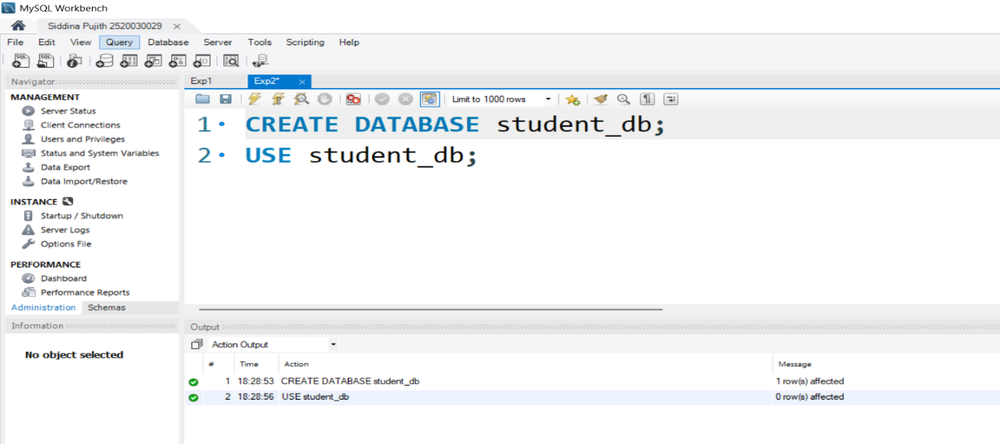 MySQL Workbench
Siddina Pujith 2520030029 ×
File Edit View Query Database Server Tools Scripting Help
Navigator
MANAGEMENT
Server Status
Client Connections
Users and Privileges
Status and System Variables
Data Export
Data Import/Restore
INSTANCE
Startup / Shutdown
Server Logs
Options File
PERFORMANCE
Dashboard
Performance Reports
Administration Schemas
Information
No object selected
Exp1 Exp2* ×
Limit to 1000 rows
1 CREATE DATABASE student_db;
2 USE student_db;
Output
Action Output
# Time Action Message
1 18:28:53 CREATE DATABASE student_db 1 row(s) affected
2 18:28:56 USE student_db 0 row(s) affected